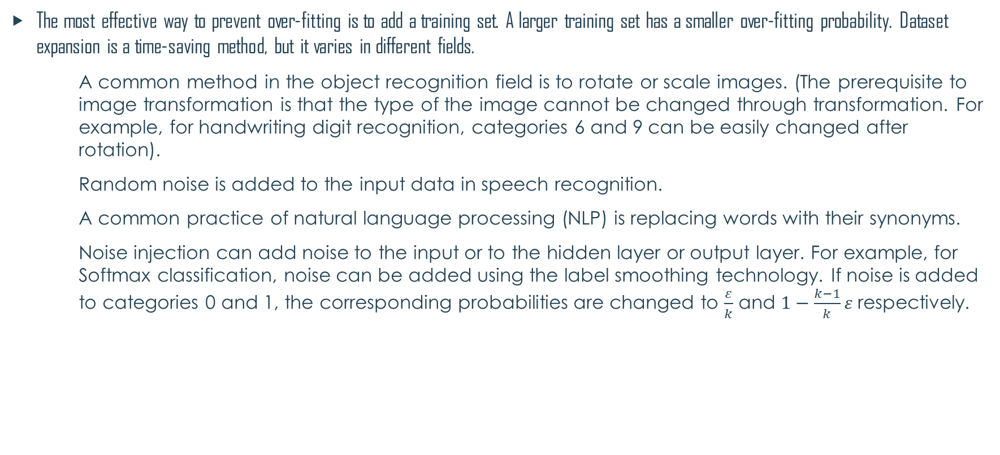 ▶ The most effective way to prevent over-fitting is to add a training set. A larger training set has a smaller over-fitting probability. Dataset
expansion is a time-saving method, but it varies in different fields.
A common method in the object recognition field is to rotate or scale images. (The prerequisite to
image transformation is that the type of the image cannot be changed through transformation. For
example, for handwriting digit recognition, categories 6 and 9 can be easily changed after
rotation).
Random noise is added to the input data in speech recognition.
A common practice of natural language processing (NLP) is replacing words with their synonyms.
Noise injection can add noise to the input or to the hidden layer or output layer. For example, for
Softmax classification, noise can be added using the label smoothing technology. If noise is added
to categories 0 and 1, the corresponding probabilities are changed to ε/k and 1 − (k−1)/k ε respectively.